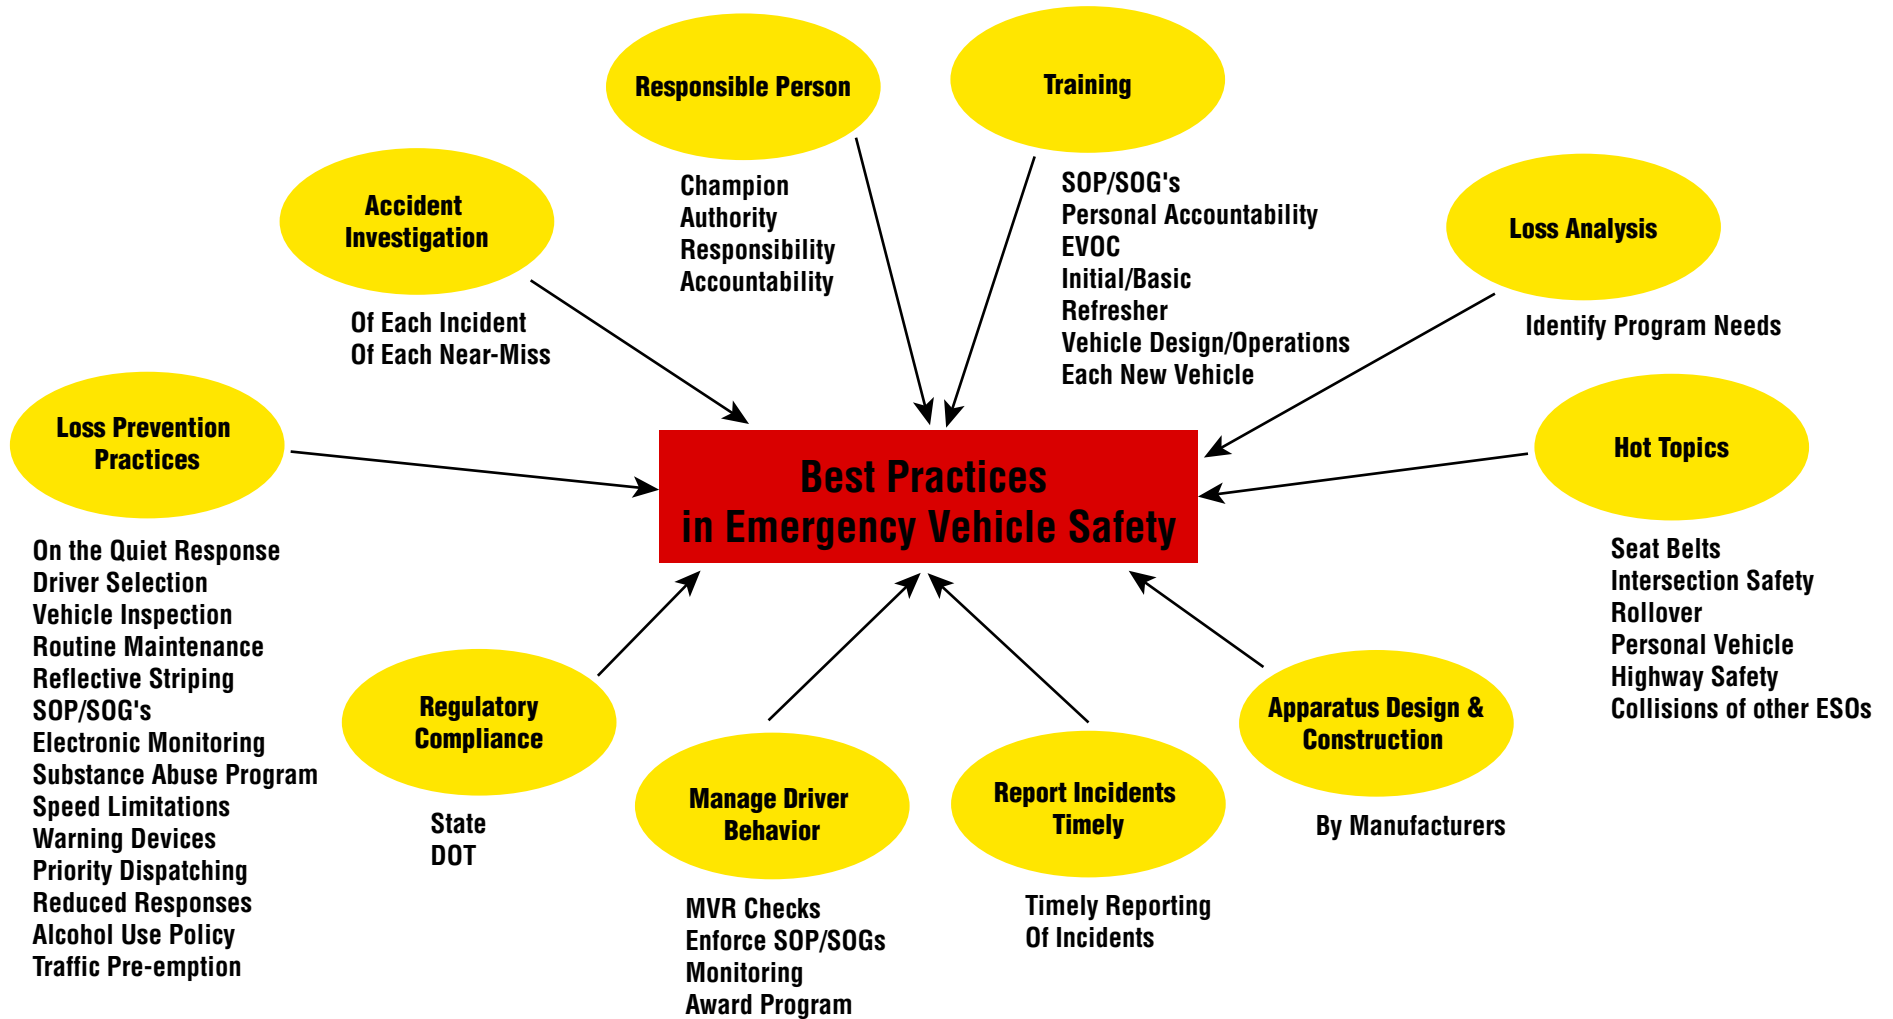 Responsible Person
Champion
Authority
Responsibility
Accountability
Training
SOP/SOG's
Personal Accountability
EVOC
Initial/Basic
Refresher
Vehicle Design/Operations
Each New Vehicle
Accident
Investigation
Of Each Incident
Of Each Near-Miss
Loss Analysis
Identify Program Needs
Loss Prevention
Practices
On the Quiet Response
Driver Selection
Vehicle Inspection
Routine Maintenance
Reflective Striping
SOP/SOG's
Electronic Monitoring
Substance Abuse Program
Speed Limitations
Warning Devices
Priority Dispatching
Reduced Responses
Alcohol Use Policy
Traffic Pre-emption
Best Practices
in Emergency Vehicle Safety
Hot Topics
Seat Belts
Intersection Safety
Rollover
Personal Vehicle
Highway Safety
Collisions of other ESOs
Regulatory
Compliance
State
DOT
Manage Driver
Behavior
MVR Checks
Enforce SOP/SOGs
Monitoring
Award Program
Report Incidents
Timely
Timely Reporting
Of Incidents
Apparatus Design &
Construction
By Manufacturers